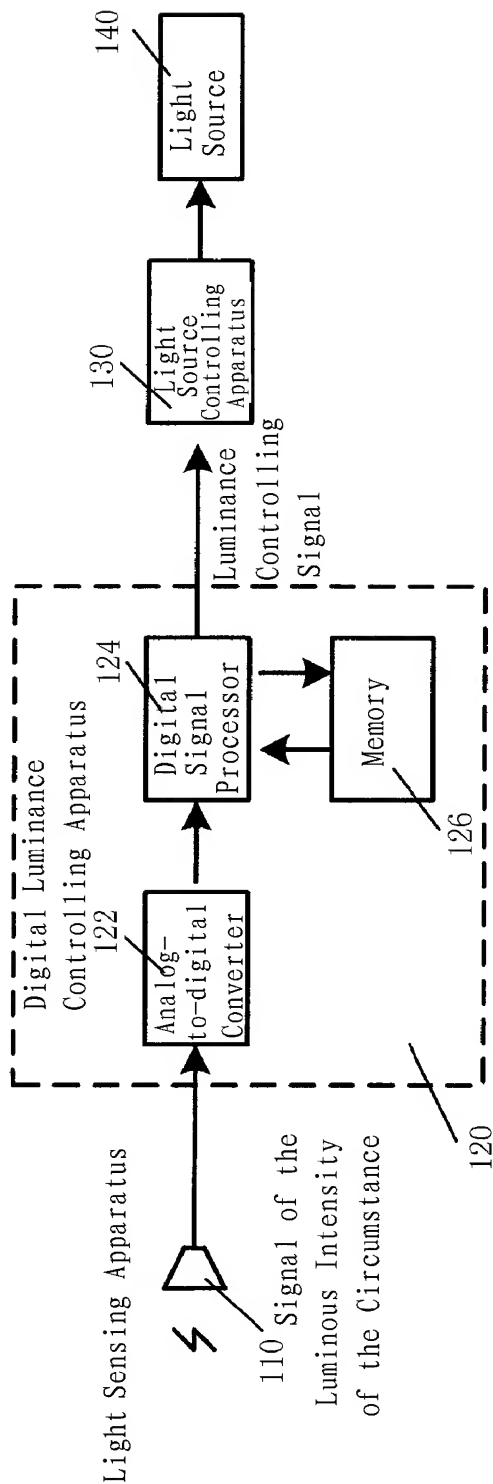 Light Sensing Apparatus
110
Signal of the
Luminous Intensity
of the Circumstance
Digital Luminance
Controlling Apparatus
122
Analog-
to-digital
Converter
124
Digital
Signal
Processor
Memory
126
120
Luminance
Controlling
Signal
130
Light
Source
Controlling
Apparatus
140
Light
Source